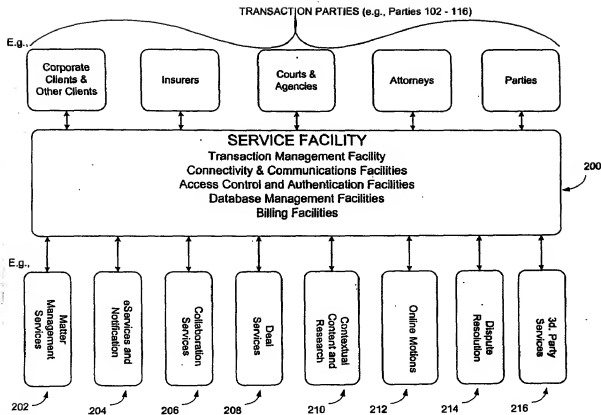 TRANSACTION PARTIES (e.g., Parties 102 - 116)
E.g.,
Corporate
Clients &
Other Clients
Insurers
Courts &
Agencies
Attorneys
Parties
SERVICE FACILITY
Transaction Management Facility
Connectivity & Communications Facilities
Access Control and Authentication Facilities
Database Management Facilities
Billing Facilities
200
E.g.,
Matter
Management
Services
eServices and
Notification
Collaboration
Services
Deal
Services
Contextual
Content and
Research
Online Motions
Dispute
Resolution
3d. Party
Services
202
204
206
208
210
212
214
216